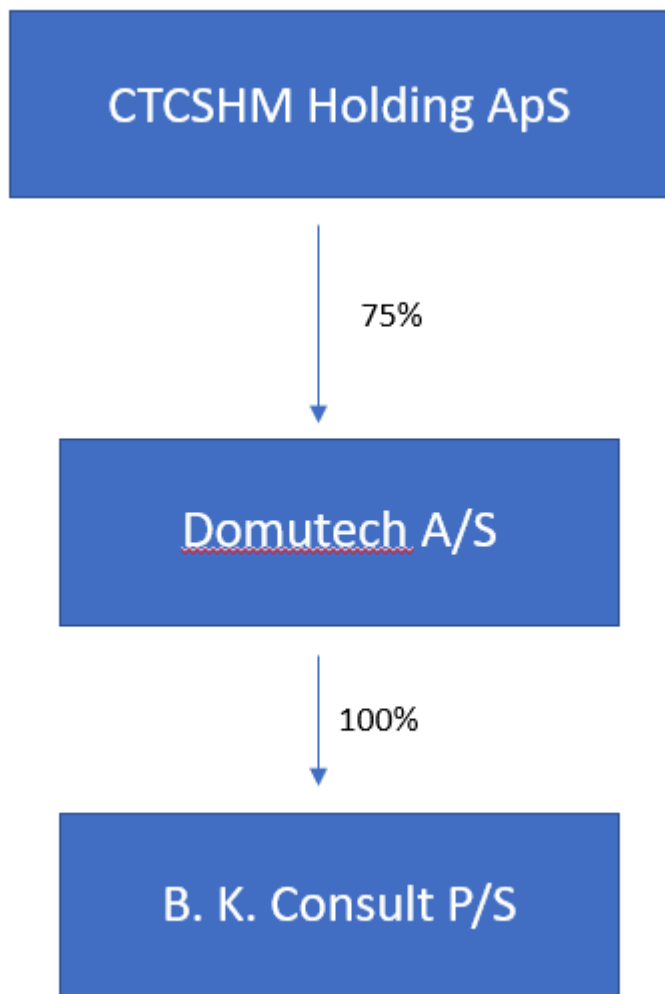 CTCSHM Holding ApS
75%
Domutech A/S
100%
B. K. Consult P/S